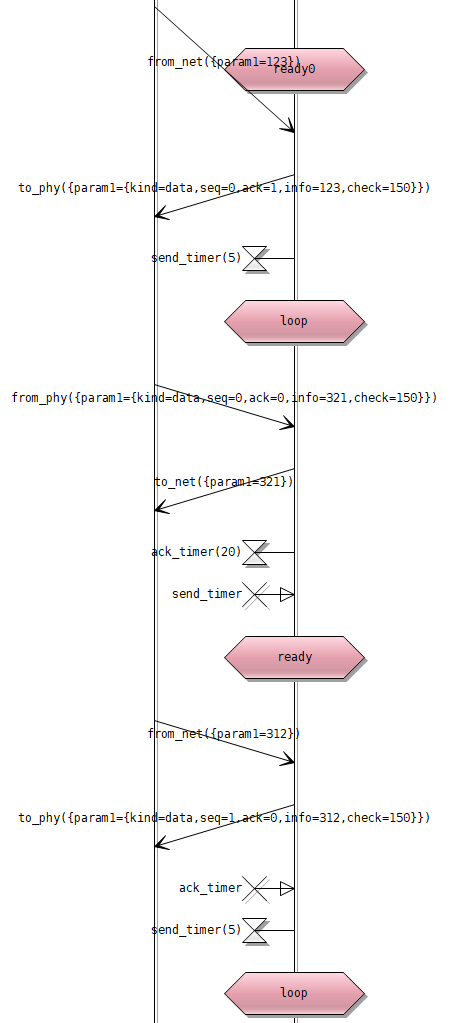 from_net({param1=123})
ready0
to_phy({param1={kind=data,seq=0,ack=1,info=123,check=150}})
send_timer(5)
loop
from_phy({param1={kind=data,seq=0,ack=0,info=321,check=150}})
to_net({param1=321})
ack_timer(20)
send_timer
ready
from_net({param1=312})
to_phy({param1={kind=data,seq=1,ack=0,info=312,check=150}})
ack_timer
send_timer(5)
loop